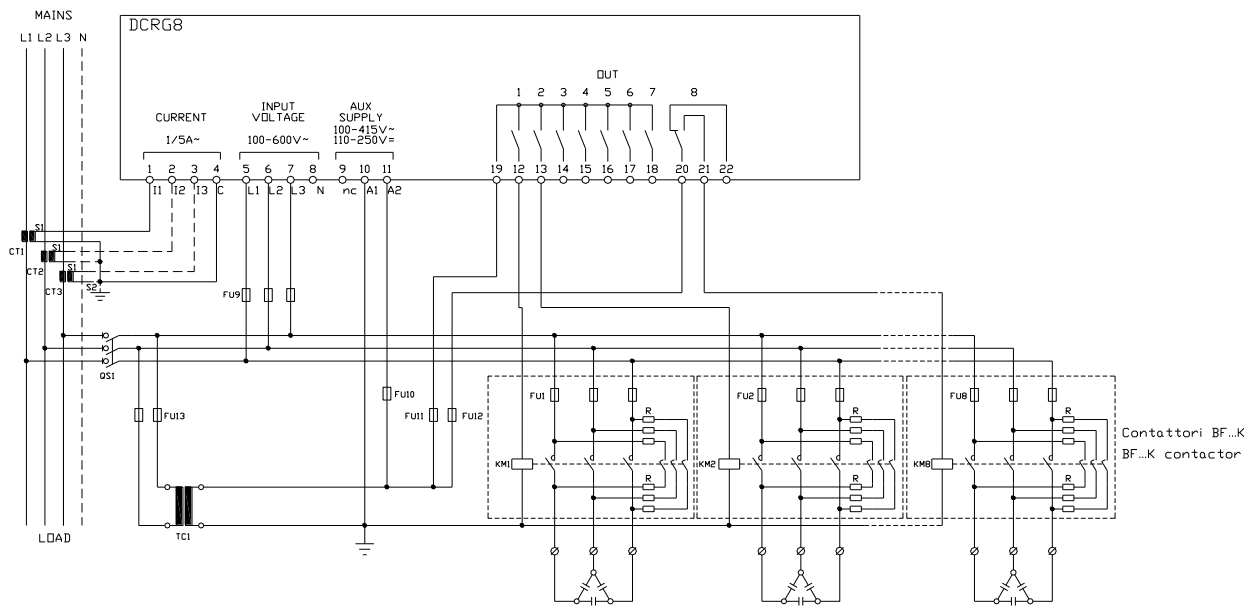 MAINS
L1 L2 L3 N
DCRG8
OUT
1 2 3 4 5 6 7 8
CURRENT
1/5A~
INPUT
VOLTAGE
100-600V~
AUX
SUPPLY
100-415V~
110-250V=
1 2 3 4 5 6 7 8 9 10 11 19 12 13 14 15 16 17 18 20 21 22
I1 I2 I3 C L1 L2 L3 N nc A1 A2
S1
CT1
S1
CT2
S1
CT3
S2
FU9
QS1
FU10
FU13
FU11
FU12
FU1
FU2
FU8
R
R
R
KM1
KM2
KM8
R
R
R
Contattori BF...K
BF...K contactor
TC1
LOAD